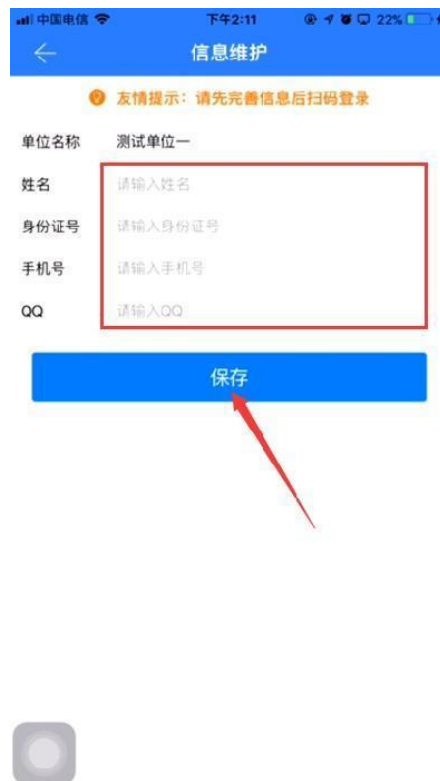 中国电信 下午2:11 22%
信息维护
友情提示：请先完善信息后扫码登录
单位名称 测试单位一
姓名 请输入姓名
身份证号 请输入身份证号
手机号 请输入手机号
QQ 请输入QQ
保存